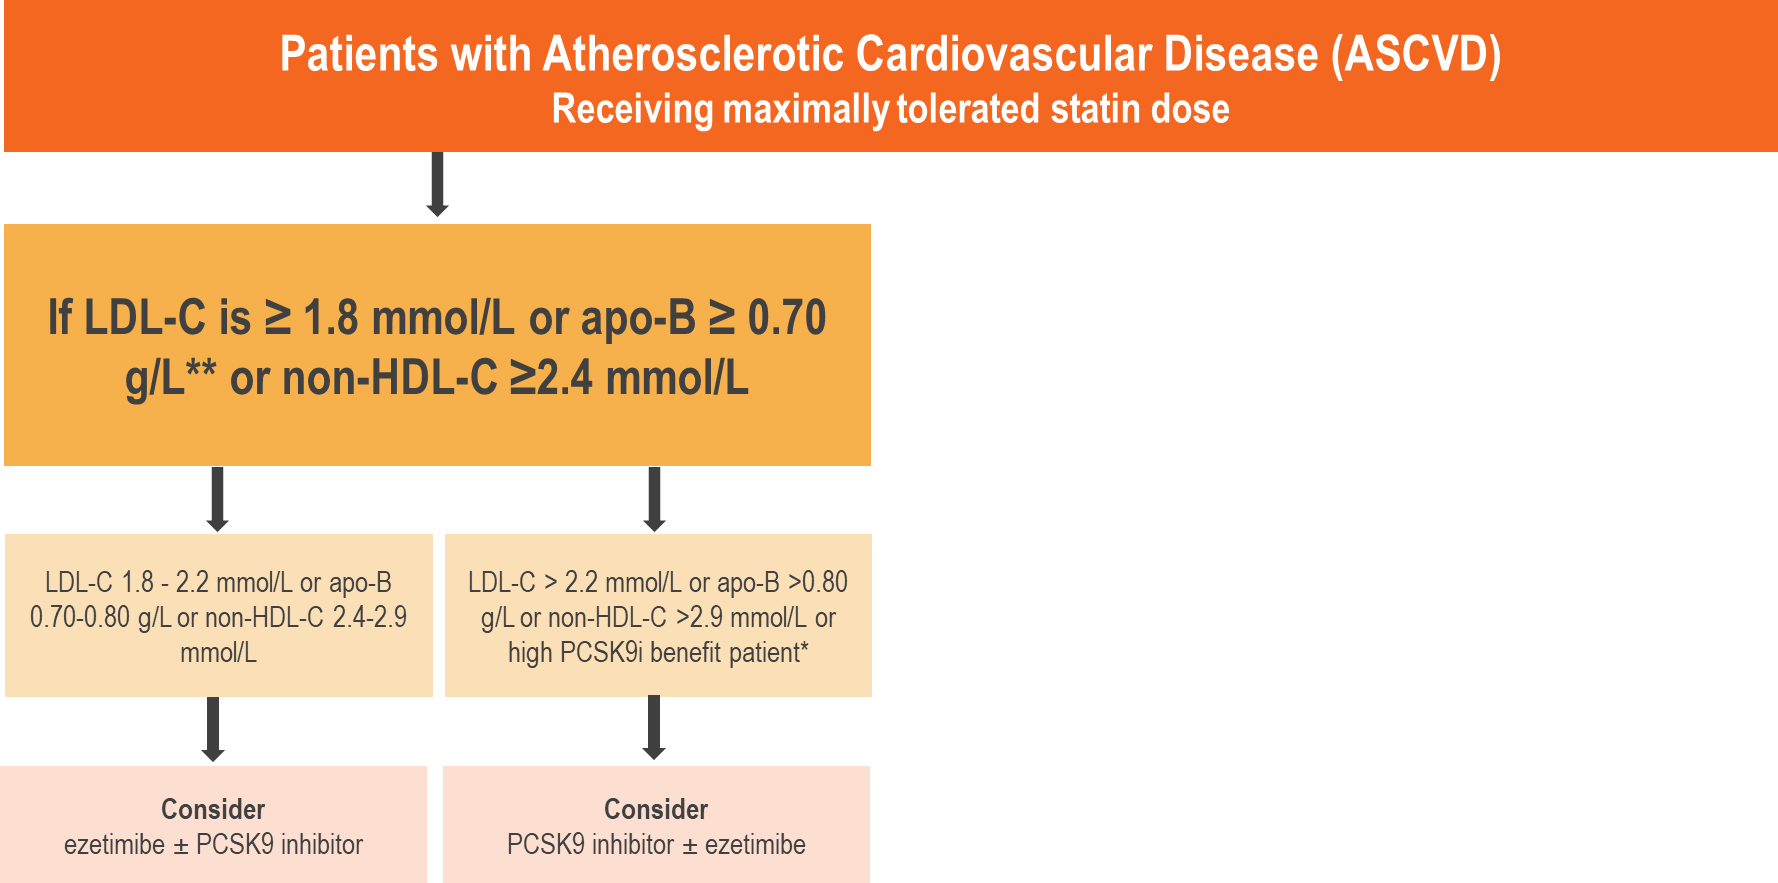 Patients with Atherosclerotic Cardiovascular Disease (ASCVD)
Receiving maximally tolerated statin dose
If LDL-C is ≥ 1.8 mmol/L or apo-B ≥ 0.70
g/L** or non-HDL-C ≥2.4 mmol/L
LDL-C 1.8 - 2.2 mmol/L or apo-B
0.70-0.80 g/L or non-HDL-C 2.4-2.9
mmol/L
LDL-C > 2.2 mmol/L or apo-B >0.80
g/L or non-HDL-C >2.9 mmol/L or
high PCSK9i benefit patient*
Consider
ezetimibe ± PCSK9 inhibitor
Consider
PCSK9 inhibitor ± ezetimibe